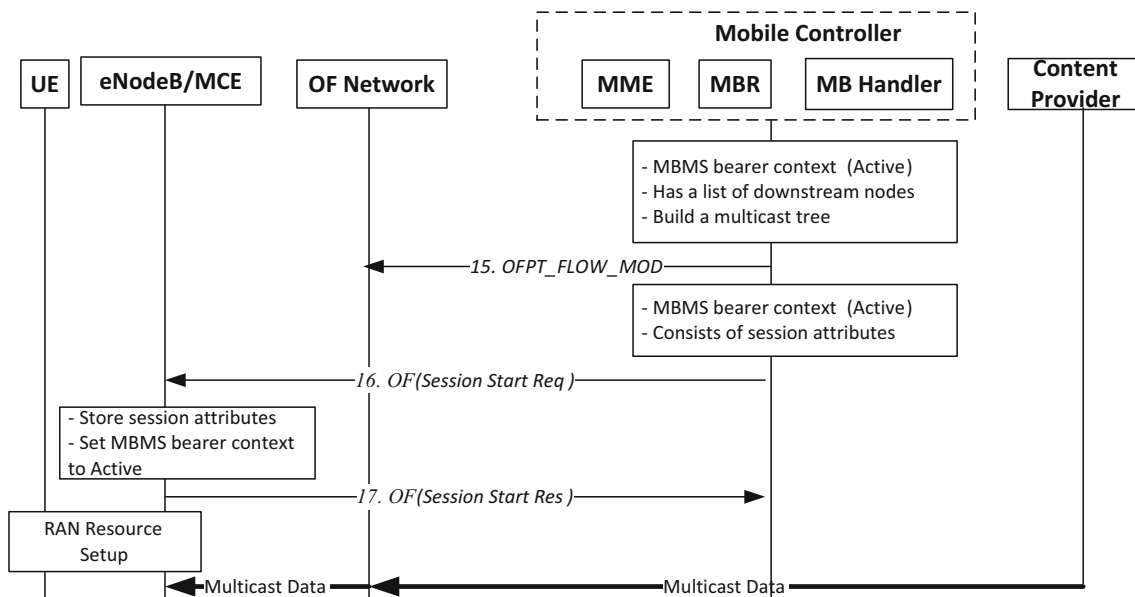 Mobile Controller
UE
eNodeB/MCE
OF Network
MME
MBR
MB Handler
Content
Provider
- MBMS bearer context (Active)
- Has a list of downstream nodes
- Build a multicast tree
15. OFPT_FLOW_MOD
- MBMS bearer context (Active)
- Consists of session attributes
16. OF(Session Start Req )
- Store session attributes
- Set MBMS bearer context
to Active
17. OF(Session Start Res )
RAN Resource
Setup
Multicast Data
Multicast Data